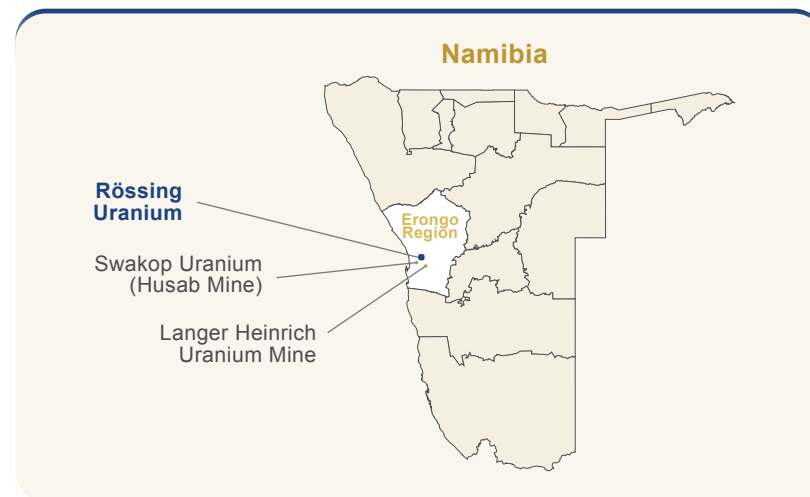 Namibia
Rössing
Uranium
Erongo
Region
Swakop Uranium
(Husab Mine)
Langer Heinrich
Uranium Mine